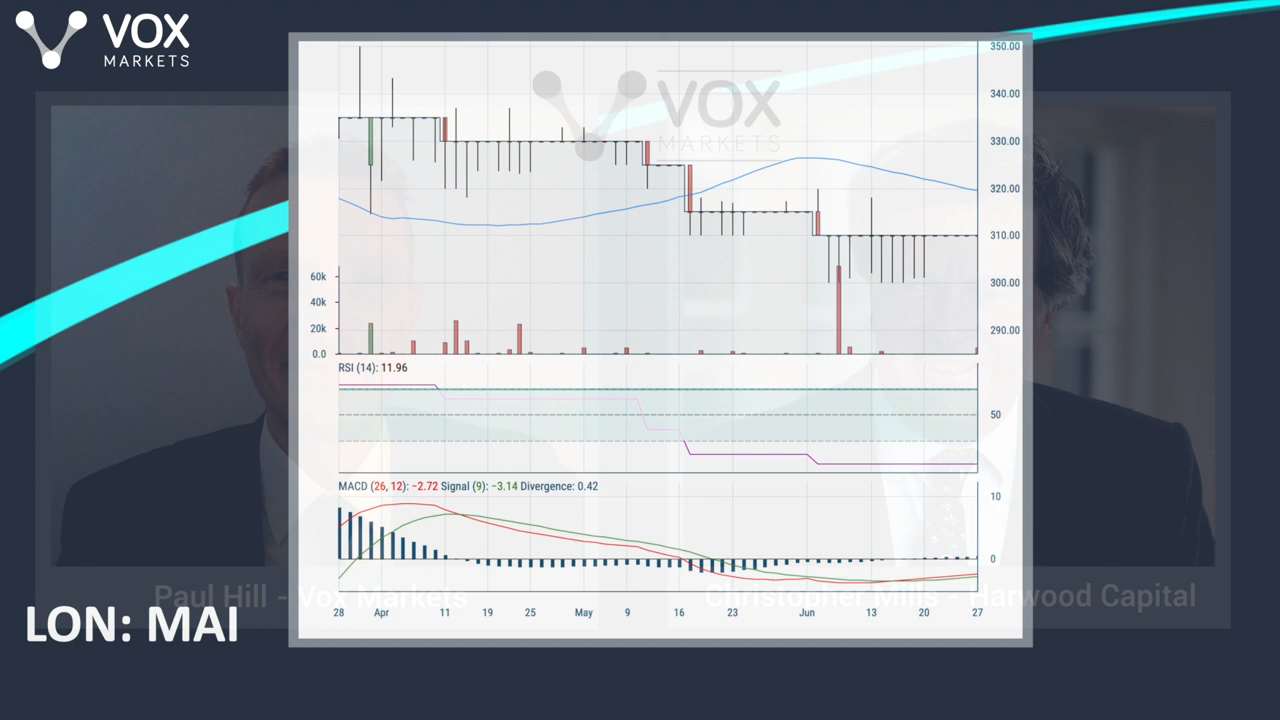 VOX
MARKETS
VOX
MARKETS
350.00
340.00
330.00
320.00
310.00
300.00
290.00
60k
40k
20k
0.0
RSI (14): 11.96
50
MACD (26, 12): −2.72 Signal (9): −3.14 Divergence: 0.42
10
0
Paul Hill - Vox Markets
Christopher Mills - Harwood Capital
28 Apr 11 19 25 May 9 16 23 Jun 13 20 27
LON: MAI